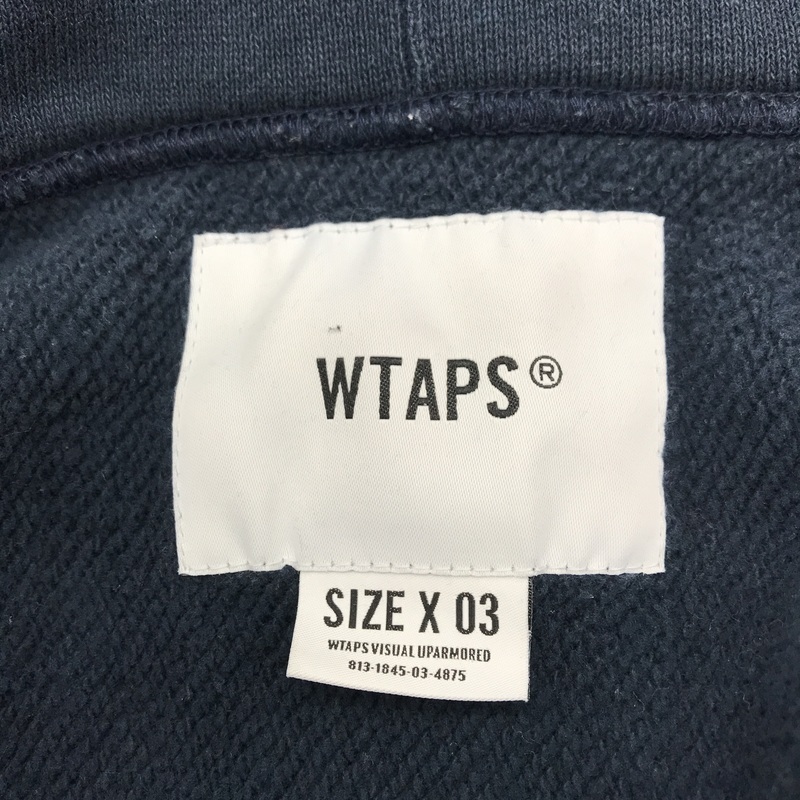 WTAPS®
SIZE X 03
WTAPS VISUAL UPARMORED
813-1845-03-4875